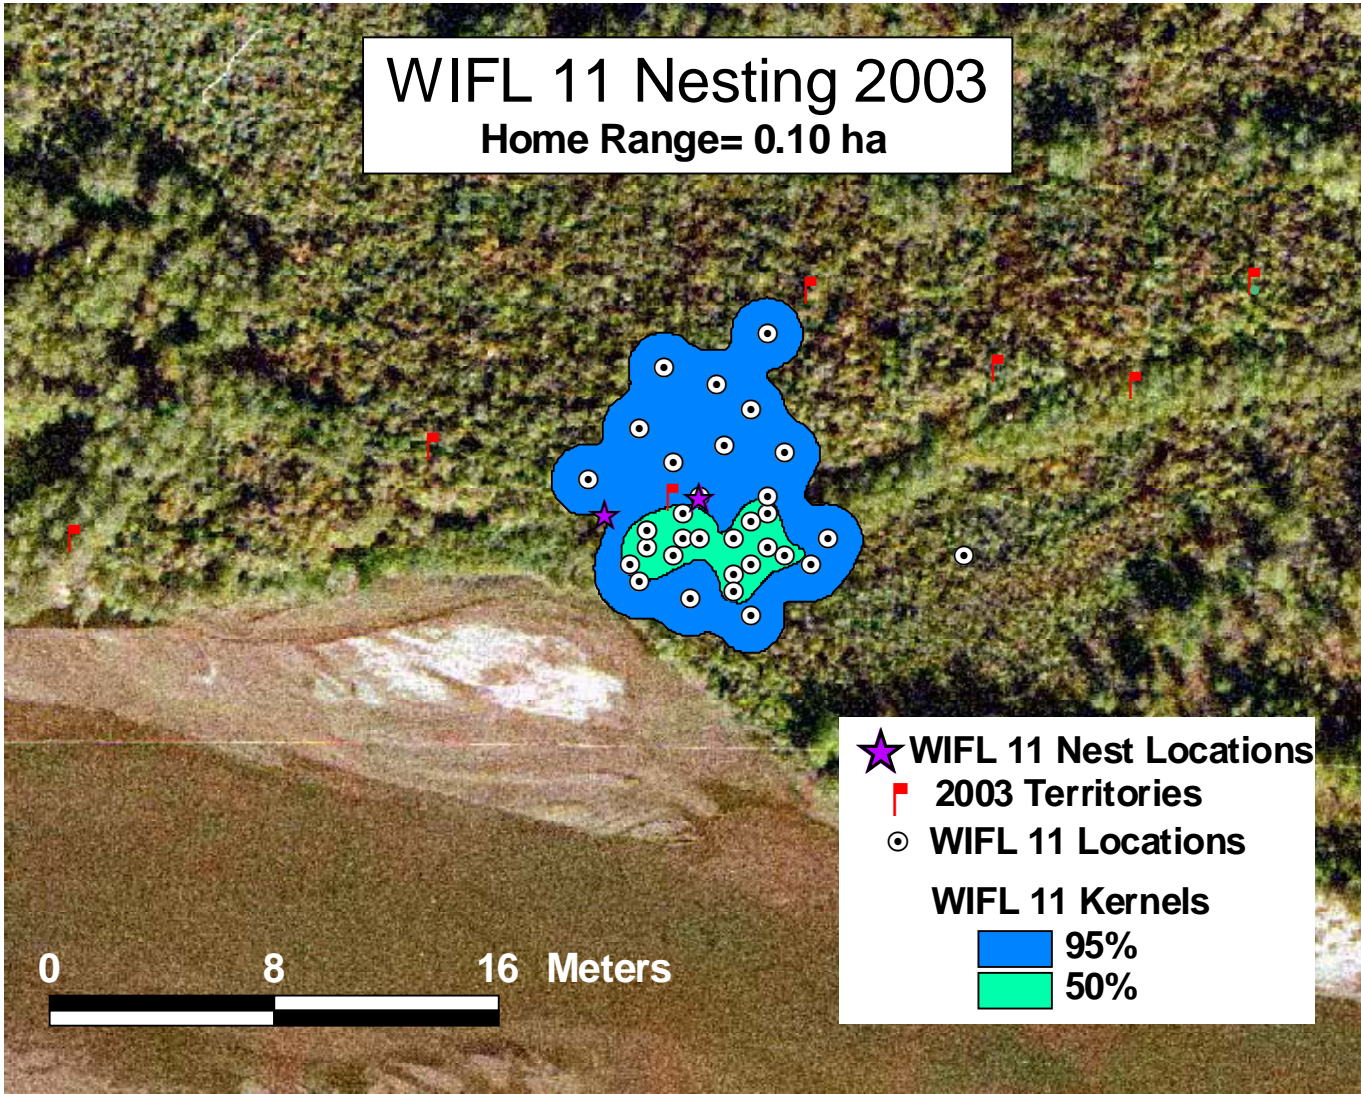 WIFL 11 Nesting 2003
Home Range= 0.10 ha
WIFL 11 Nest Locations
2003 Territories
WIFL 11 Locations
WIFL 11 Kernels
95%
50%
0 8 16 Meters